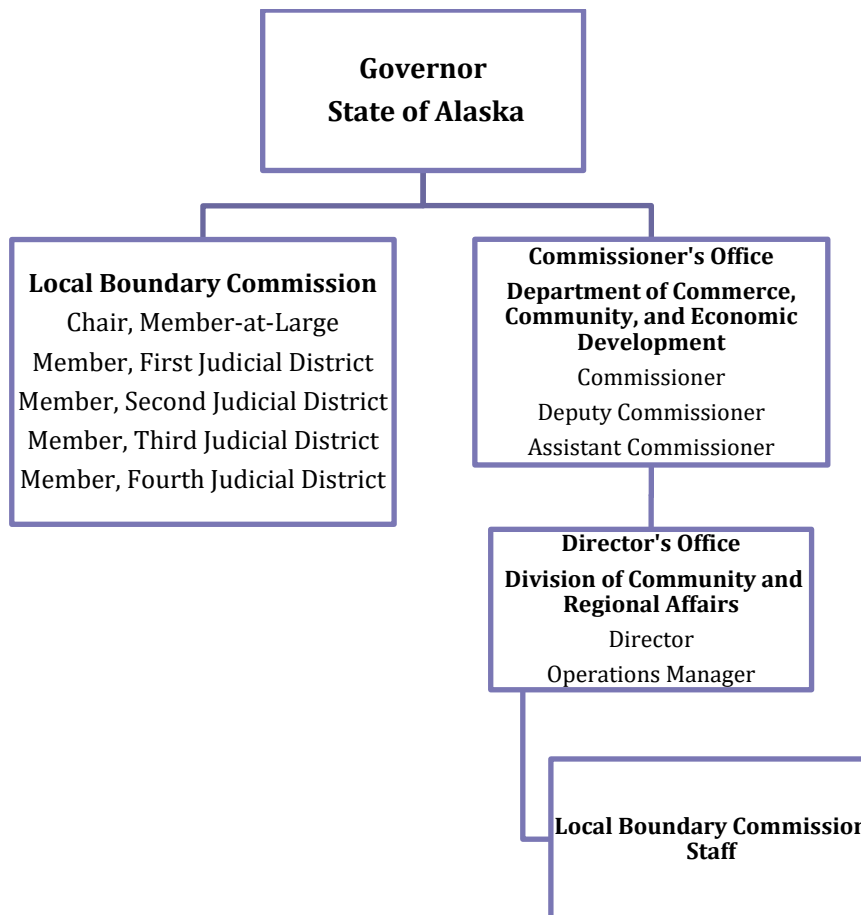 Governor
State of Alaska
Local Boundary Commission
Chair, Member-at-Large
Member, First Judicial District
Member, Second Judicial District
Member, Third Judicial District
Member, Fourth Judicial District
Commissioner's Office
Department of Commerce,
Community, and Economic
Development
Commissioner
Deputy Commissioner
Assistant Commissioner
Director's Office
Division of Community and
Regional Affairs
Director
Operations Manager
Local Boundary Commission
Staff